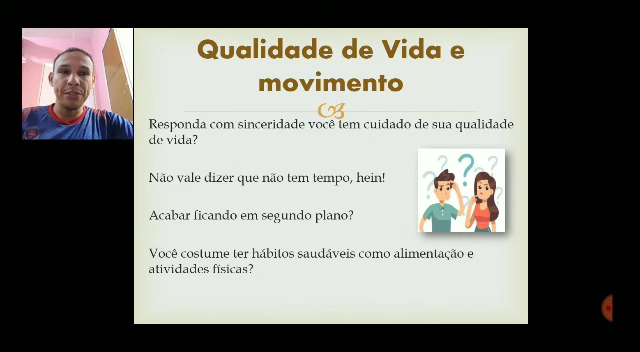 Qualidade de Vida e
movimento
Responda com sinceridade você tem cuidado de sua qualidade
de vida?
Não vale dizer que não tem tempo, hein!
Acabar ficando em segundo plano?
Você costume ter hábitos saudáveis como alimentação e
atividades físicas?